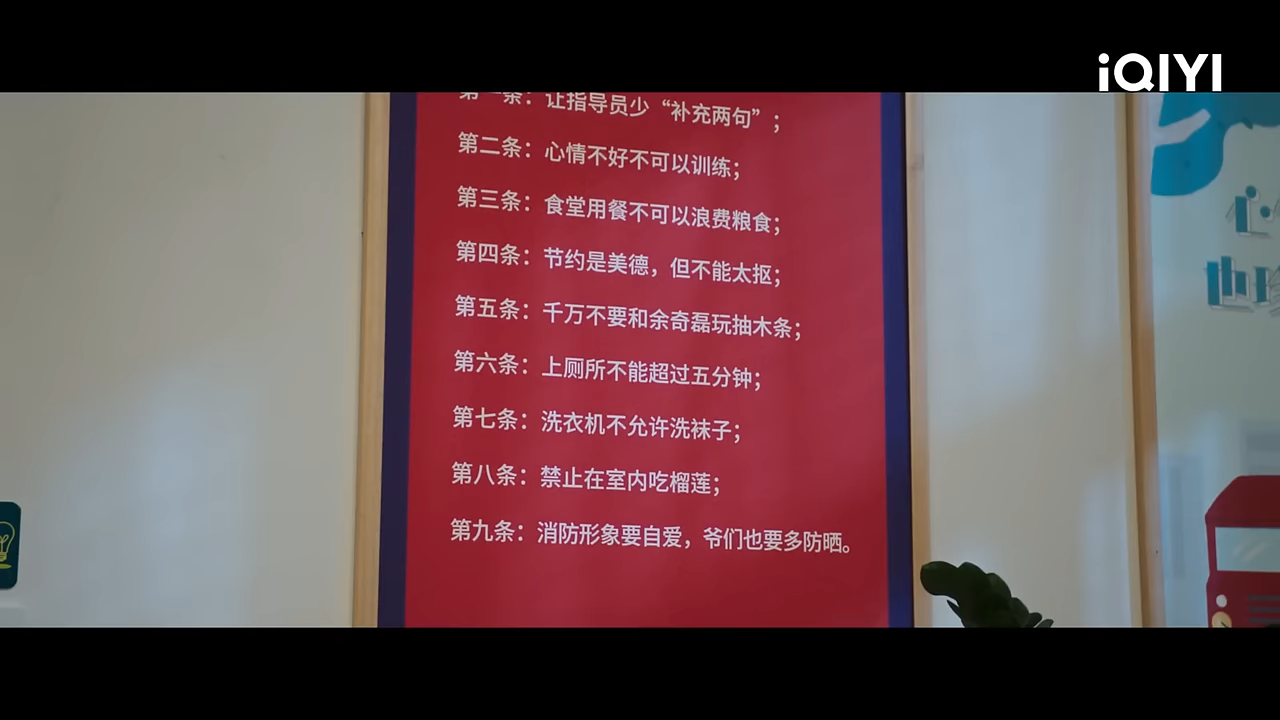 iQIYI
第一条：让指导员少“补充两句”；
第二条：心情不好不可以训练；
第三条：食堂用餐不可以浪费粮食；
第四条：节约是美德，但不能太抠；
第五条：千万不要和余奇磊玩抽木条；
第六条：上厕所不能超过五分钟；
第七条：洗衣机不允许洗袜子；
第八条：禁止在室内吃榴莲；
第九条：消防形象要自爱，爷们也要多防晒。